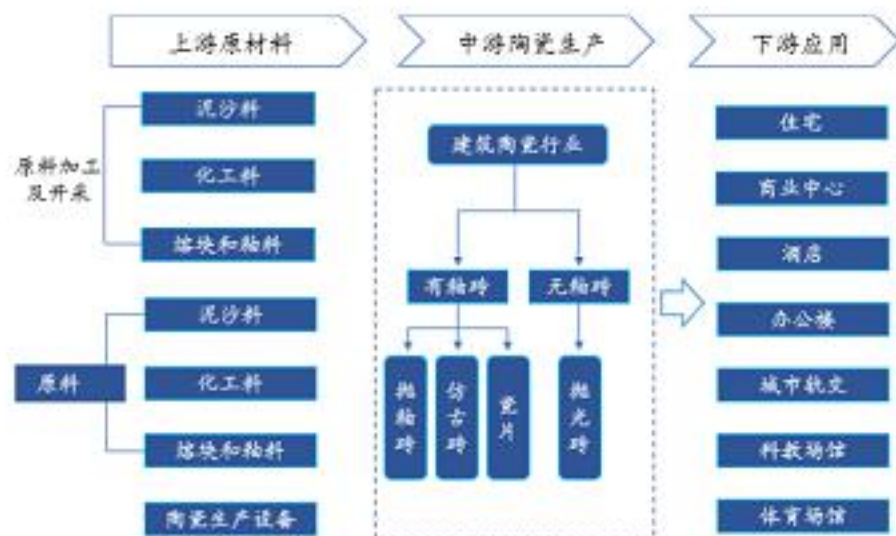 上游原材料
中游陶瓷生产
下游应用
原料加工
及开采
泥沙料
化工料
熔块和釉料
原料
泥沙料
化工料
熔块和釉料
陶瓷生产设备
建筑陶瓷行业
有釉砖
无釉砖
抛釉砖
仿古砖
瓷片
抛光砖
住宅
商业中心
酒店
办公楼
城市轨交
科教场馆
体育场馆